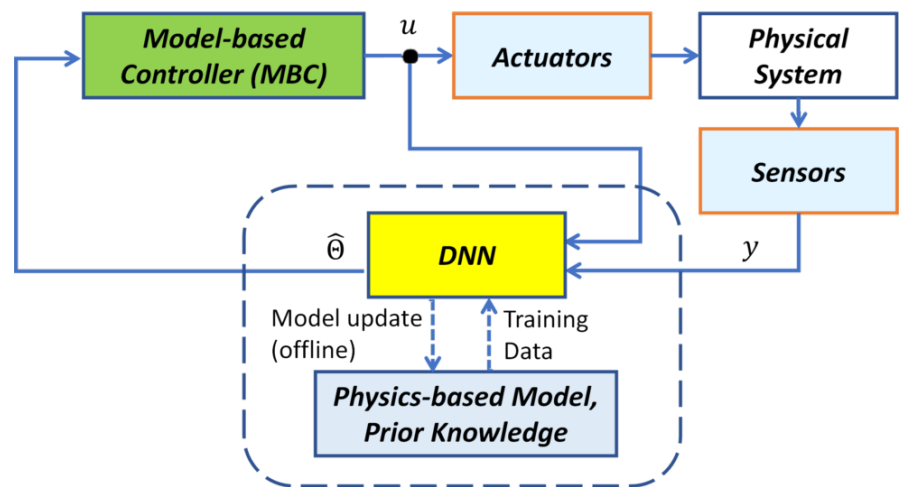 Model-based
Controller (MBC)
u
Actuators
Physical
System
Sensors
Θ̂
DNN
y
Model update
(offline)
Training
Data
Physics-based Model,
Prior Knowledge